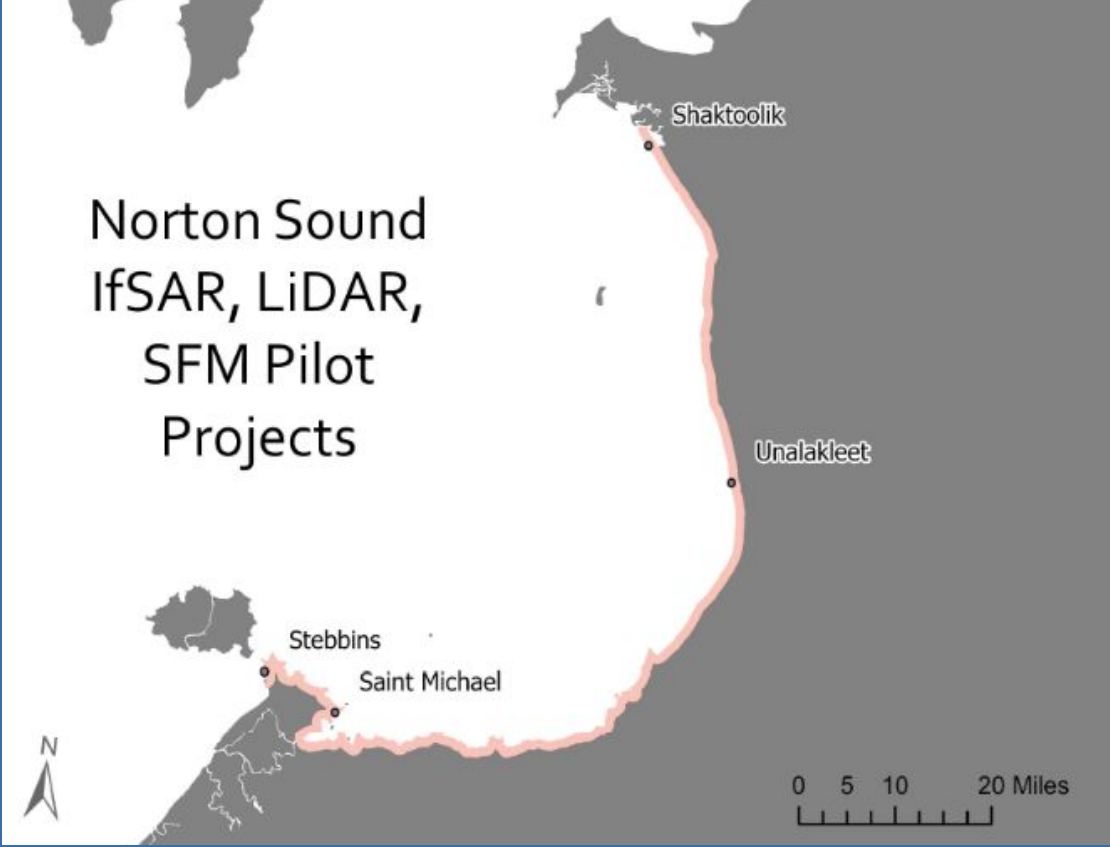 Shaktoolik
Norton Sound
IfSAR, LiDAR,
SFM Pilot
Projects
Unalakleet
Stebbins
Saint Michael
N
0 5 10 20 Miles